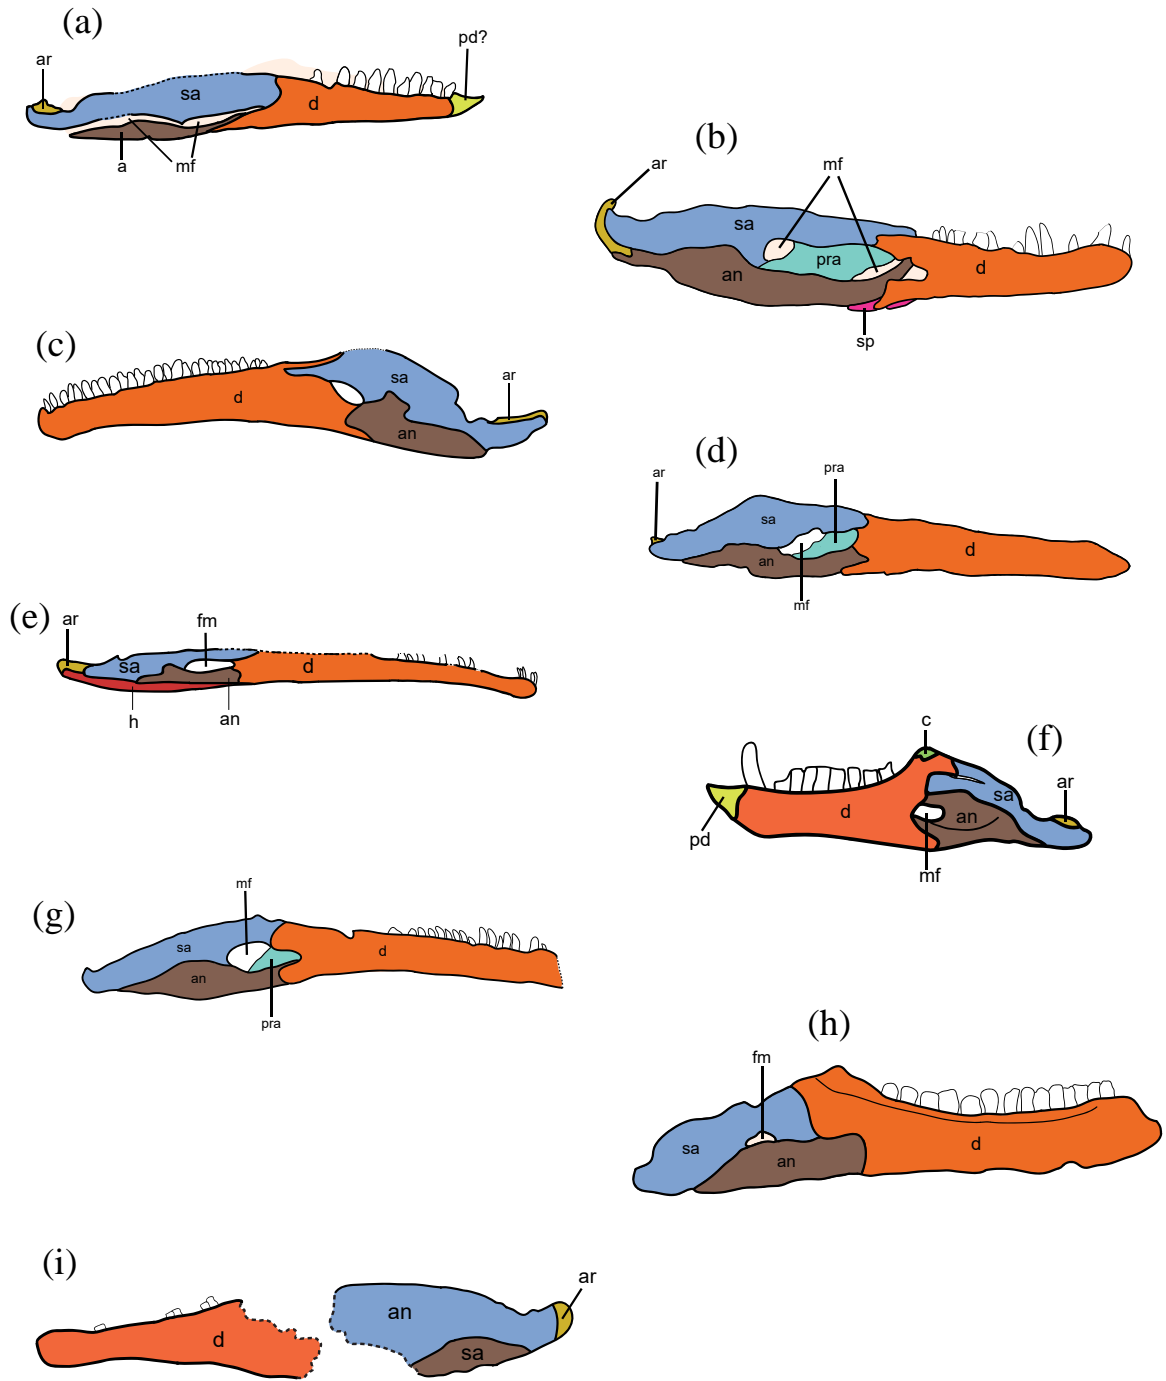 (a)
ar
sa
d
pd?
a
mf
(b)
ar
mf
sa
pra
an
d
sp
(c)
d
sa
ar
an
(d)
ar
pra
sa
an
d
mf
(e)
ar
fm
sa
d
h
an
(f)
c
ar
sa
d
an
pd
mf
(g)
mf
sa
an
d
pra
(h)
fm
sa
an
d
(i)
ar
d
an
sa